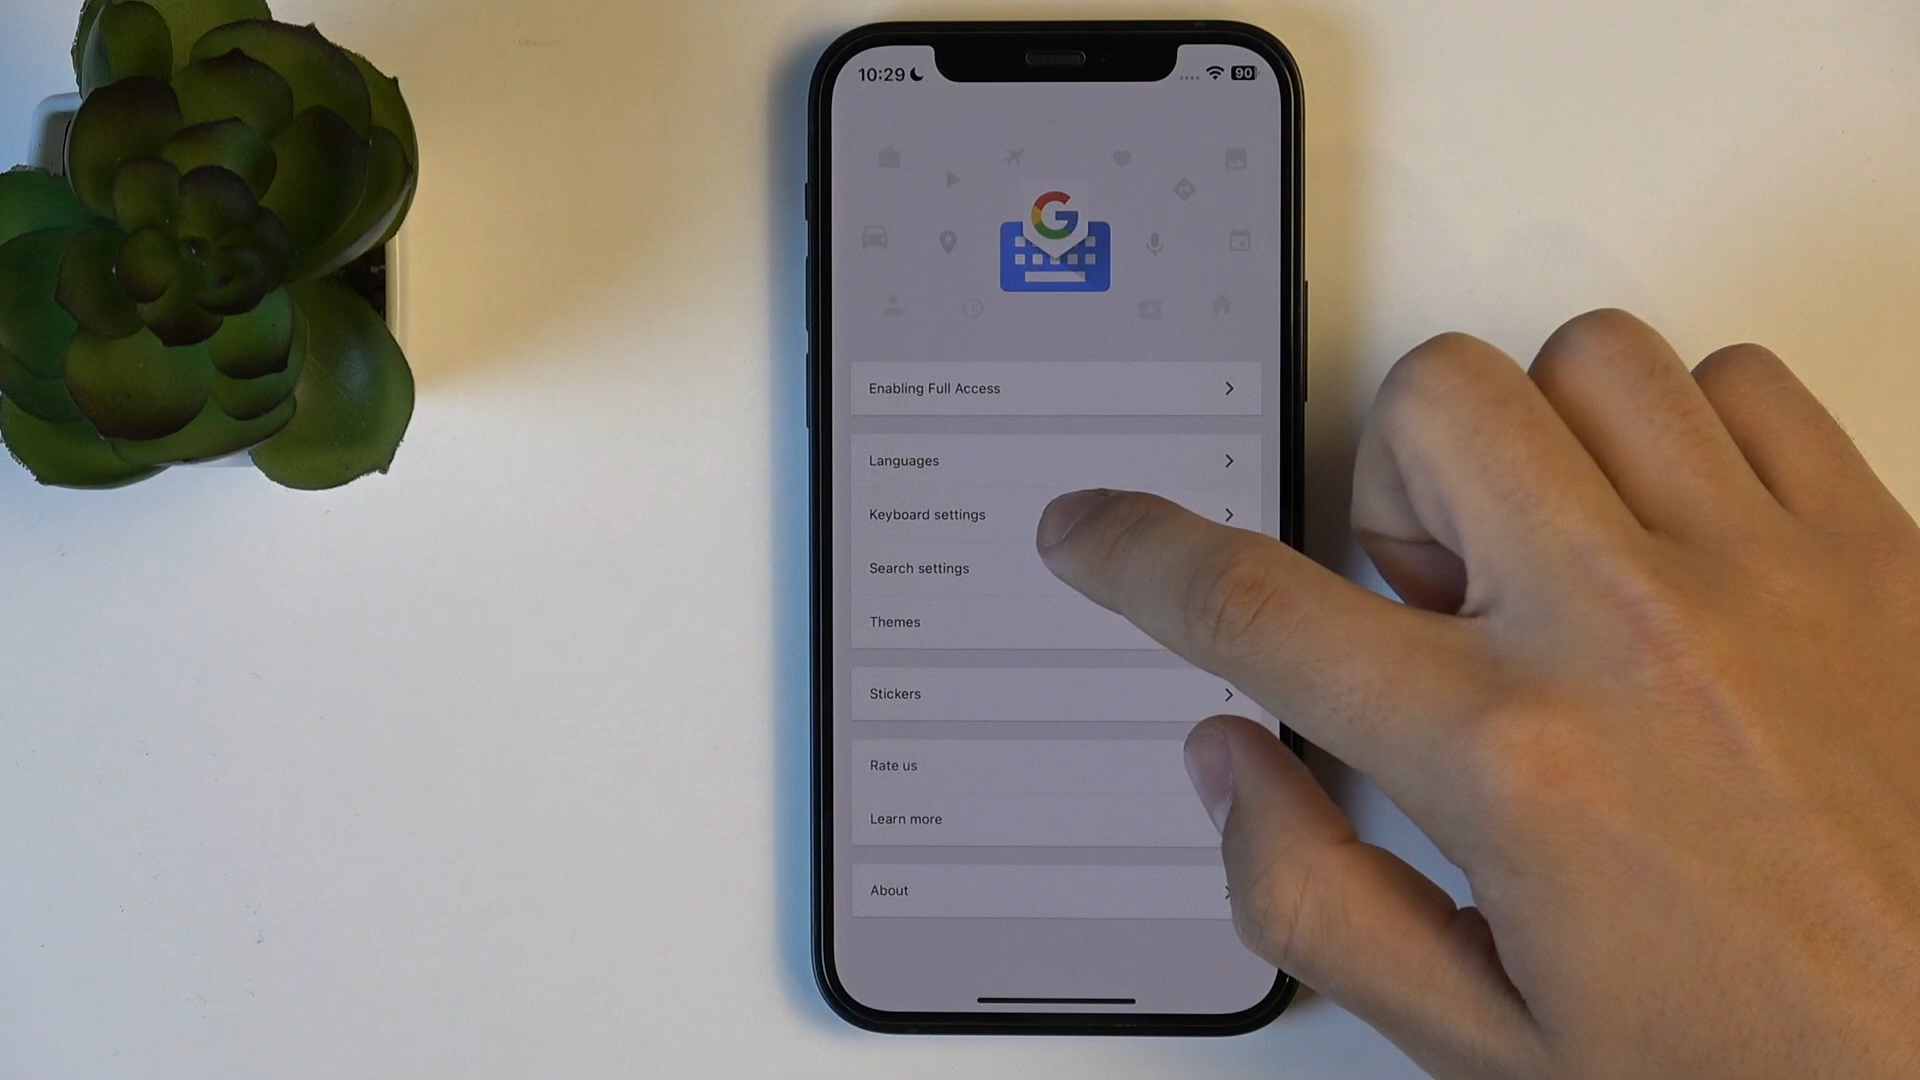 10:29
90
G
Enabling Full Access
Languages
Keyboard settings
Search settings
Themes
Stickers
Rate us
Learn more
About